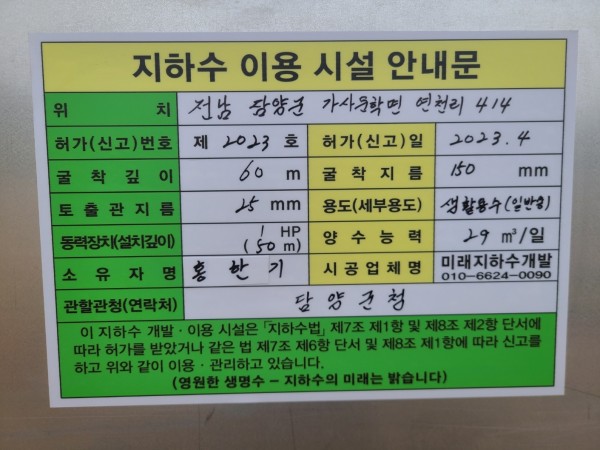 지하수 이용 시설 안내문
위 치 전남 담양군 가사문학면 연천리 414
허가(신고)번호 제 2023 호 허가(신고)일 2023.4
굴착깊이 60 m 굴착지름 150 mm
토출관지름 25 mm 용도(세부용도) 생활용수(일반용)
동력장치(설치깊이) 1 HP (50 m) 양수능력 29 m³/일
소유자명 홍한기 시공업체명 미래지하수개발 010-6624-0090
관할관청(연락처) 담양군청
이 지하수 개발·이용 시설은 「지하수법」 제7조 제1항 및 제8조 제2항 단서에
따라 허가를 받았거나 같은 법 제7조 제6항 단서 및 제8조 제1항에 따라 신고를
하고 위와 같이 이용·관리하고 있습니다.
(영원한 생명수 - 지하수의 미래는 밝습니다)